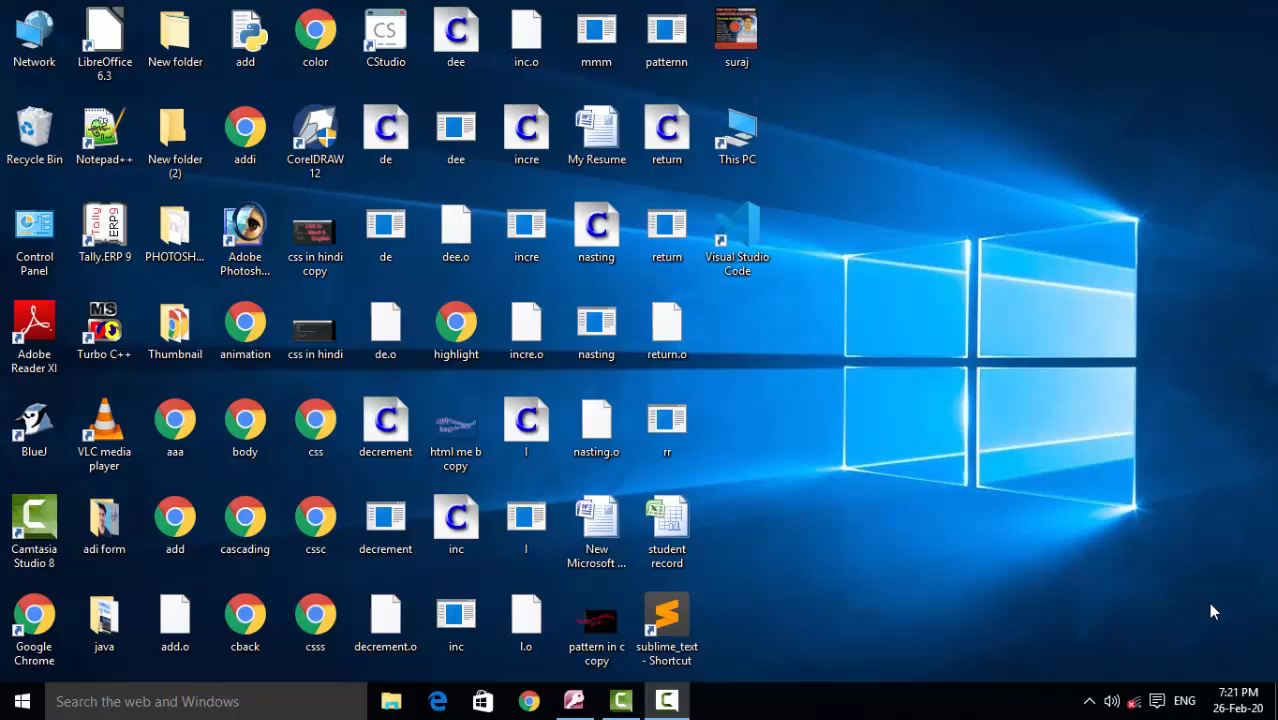 Network
LibreOffice
6.3
New folder
add
color
CStudio
dee
inc.o
mmm
patternn
suraj
Recycle Bin
Notepad++
New folder
(2)
addi
CorelDRAW
12
de
dee
incre
My Resume
return
This PC
Control
Panel
Tally.ERP 9
PHOTOSH...
Adobe
Photosh...
css in hindi
copy
de
dee.o
incre
nasting
return
Visual Studio
Code
Adobe
Reader XI
Turbo C++
Thumbnail
animation
css in hindi
de.o
highlight
incre.o
nasting
return.o
BlueJ
VLC media
player
aaa
body
css
decrement
html me b
copy
l
nasting.o
rr
Camtasia
Studio 8
adi form
add
cascading
cssc
decrement
inc
l
New
Microsoft ...
student
record
Google
Chrome
java
add.o
cback
csss
decrement.o
inc
l.o
pattern in c
copy
sublime_text
- Shortcut
Search the web and Windows
ENG
7:21 PM
26-Feb-20